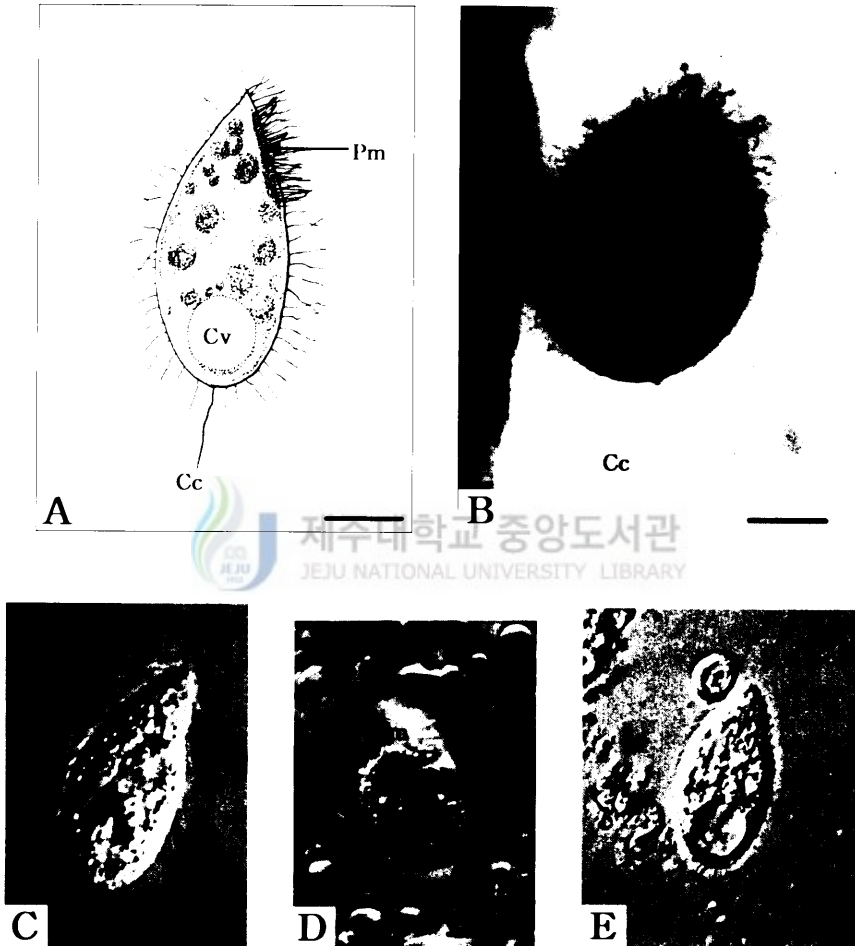 Pm
Cv
Cc
A
Cc
B
제주대학교 중앙도서관
JEJU NATIONAL UNIVERSITY LIBRARY
C
D
E